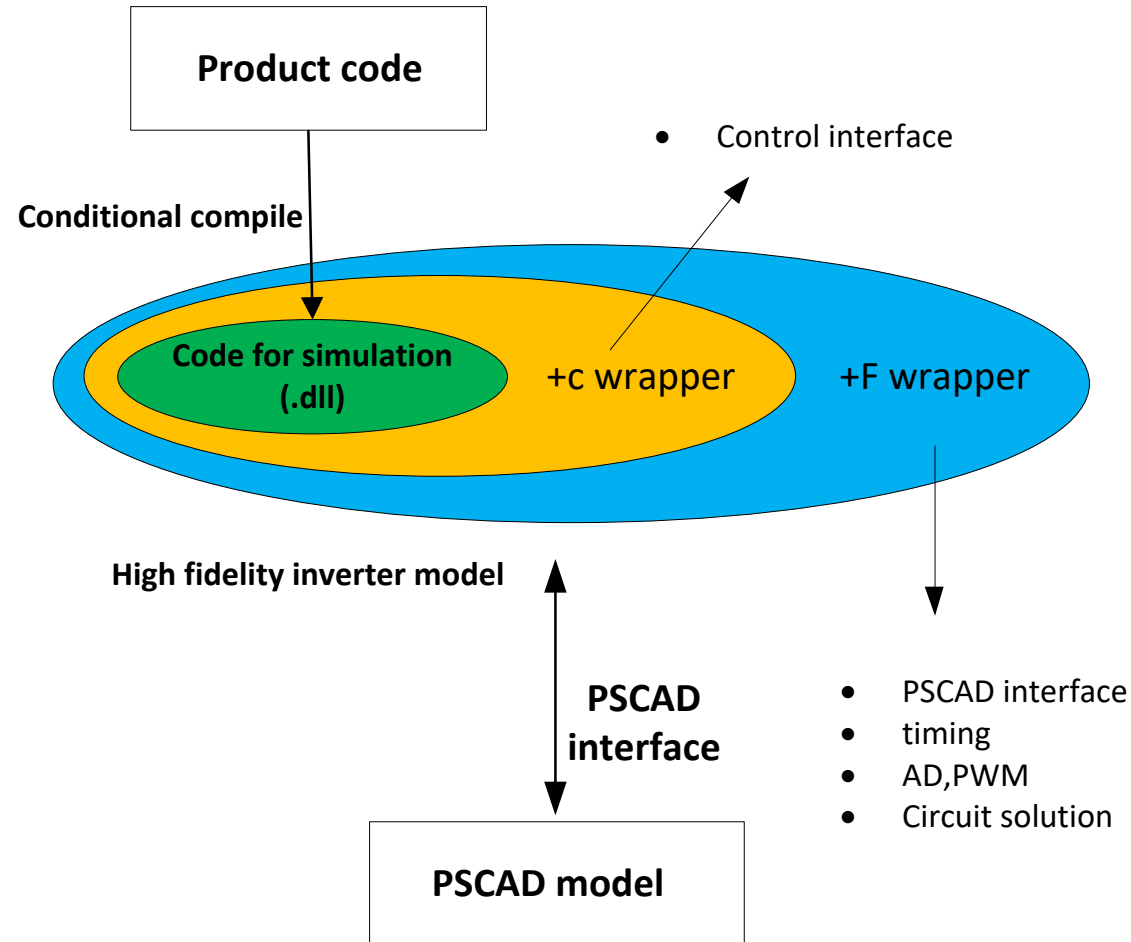 Product code
• Control interface
Conditional compile
Code for simulation
(.dll)
+c wrapper
+F wrapper
High fidelity inverter model
PSCAD
interface
• PSCAD interface
• timing
• AD,PWM
• Circuit solution
PSCAD model